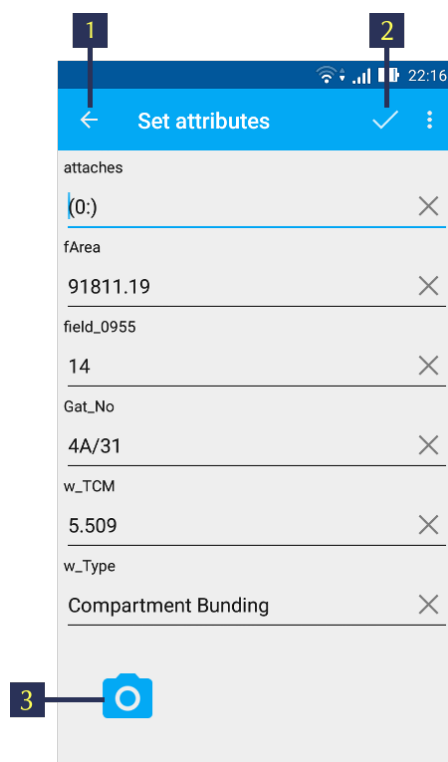 1 2
22:16
Set attributes
attaches
(0:)
fArea
91811.19
field_0955
14
Gat_No
4A/31
w_TCM
5.509
w_Type
Compartment Bunding
3